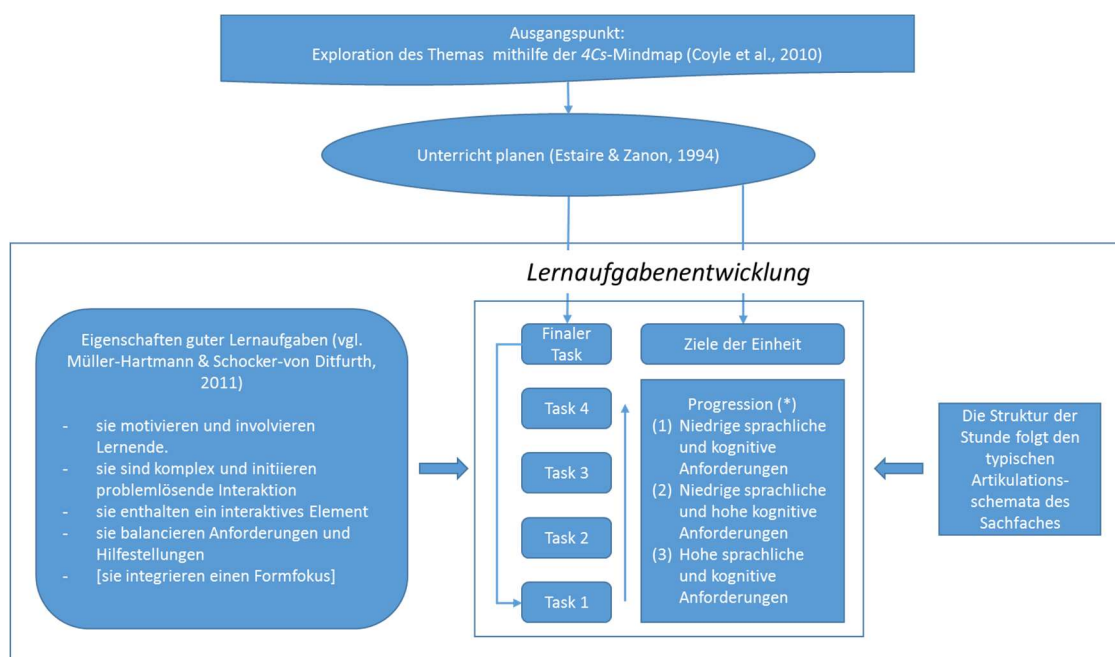 Ausgangspunkt:
Exploration des Themas mithilfe der 4Cs-Mindmap (Coyle et al., 2010)
Unterricht planen (Estaire & Zanon, 1994)
Lernaufgabenentwicklung
Eigenschaften guter Lernaufgaben (vgl.
Müller-Hartmann & Schocker-von Ditfurth,
2011)
- sie motivieren und involvieren
Lernende.
- sie sind komplex und initiieren
problemlösende Interaktion
- sie enthalten ein interaktives Element
- sie balancieren Anforderungen und
Hilfestellungen
- [sie integrieren einen Formfokus]
Finaler
Task
Task 4
Task 3
Task 2
Task 1
Ziele der Einheit
Progression (*)
(1) Niedrige sprachliche
und kognitive
Anforderungen
(2) Niedrige sprachliche
und hohe kognitive
Anforderungen
(3) Hohe sprachliche
und kognitive
Anforderungen
Die Struktur der
Stunde folgt den
typischen
Artikulations-
schemata des
Sachfaches